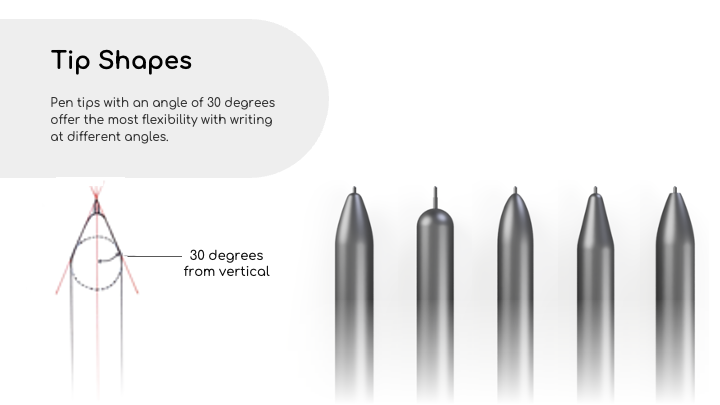 Tip Shapes
Pen tips with an angle of 30 degrees
offer the most flexibility with writing
at different angles.
30 degrees
from vertical